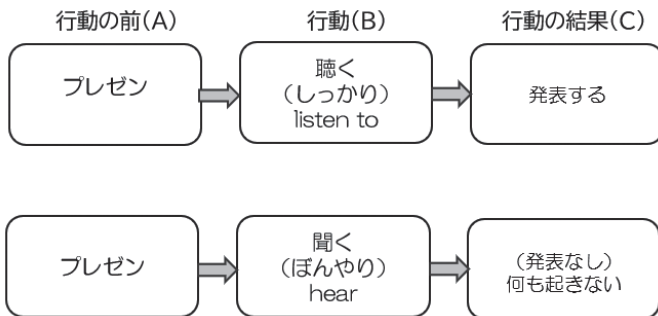 行動の前(A) 行動(B) 行動の結果(C)
プレゼン
聴く
(しっかり)
listen to
発表する
プレゼン
聞く
(ぼんやり)
hear
(発表なし)
何も起きない